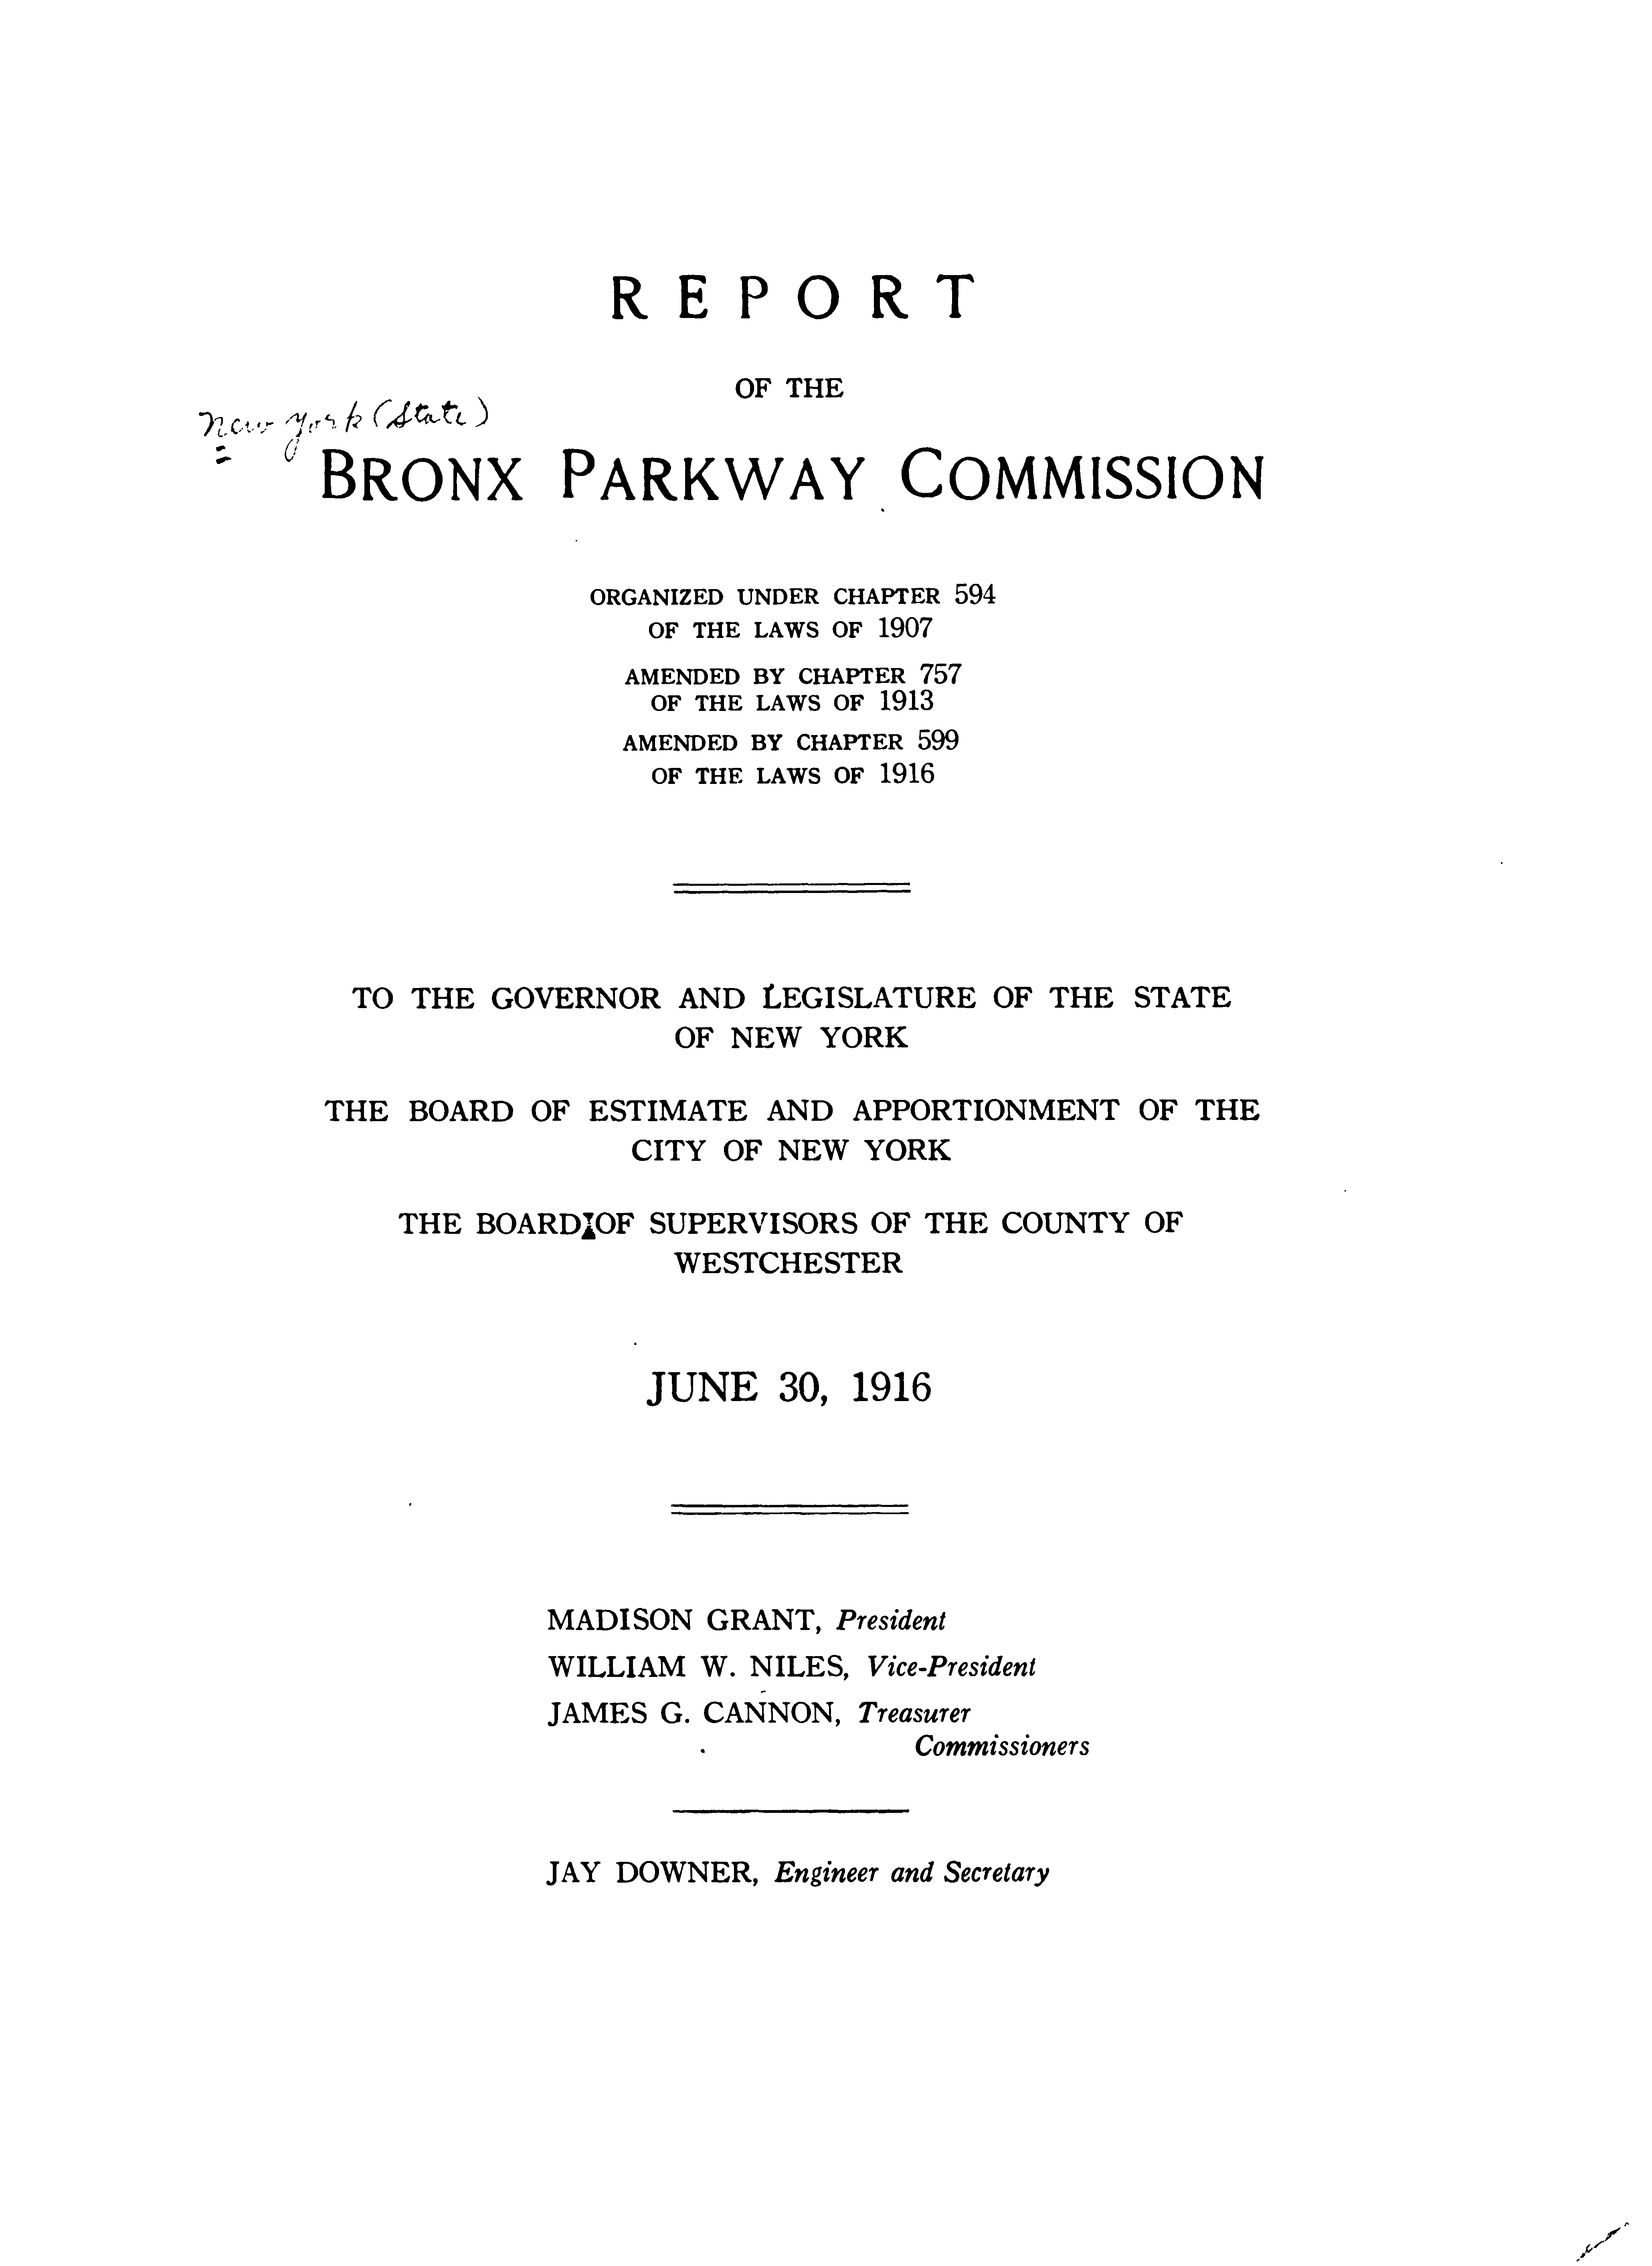 REPORT
OF THE
New York (State)
BRONX PARKWAY COMMISSION
ORGANIZED UNDER CHAPTER 594
OF THE LAWS OF 1907
AMENDED BY CHAPTER 757
OF THE LAWS OF 1913
AMENDED BY CHAPTER 599
OF THE LAWS OF 1916
TO THE GOVERNOR AND LEGISLATURE OF THE STATE
OF NEW YORK
THE BOARD OF ESTIMATE AND APPORTIONMENT OF THE
CITY OF NEW YORK
THE BOARD OF SUPERVISORS OF THE COUNTY OF
WESTCHESTER
JUNE 30, 1916
MADISON GRANT, President
WILLIAM W. NILES, Vice-President
JAMES G. CANNON, Treasurer
Commissioners
JAY DOWNER, Engineer and Secretary